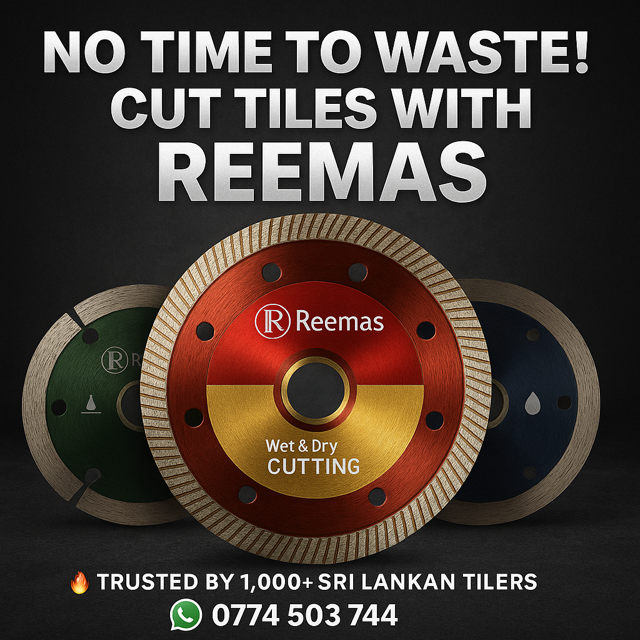 NO TIME TO WASTE!
CUT TILES WITH
REEMAS
R R
R Reemas
Wet & Dry
CUTTING
🔥 TRUSTED BY 1,000+ SRI LANKAN TILERS
0774 503 744